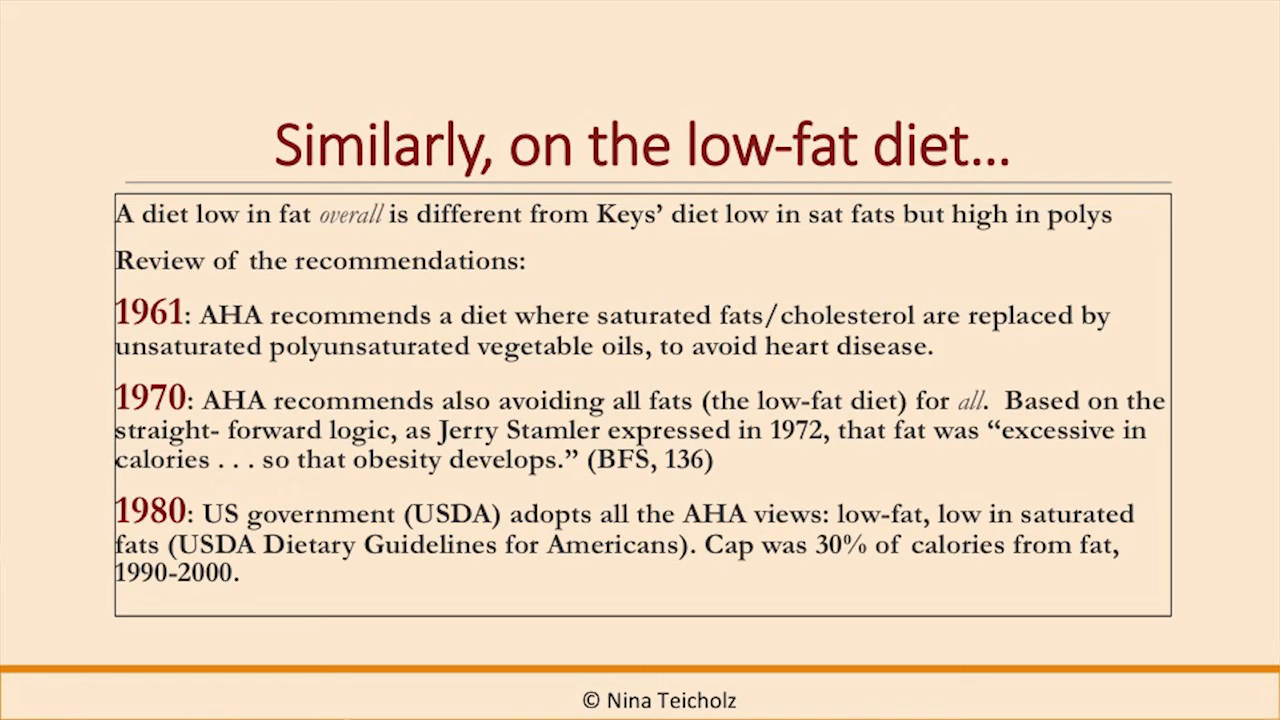 Similarly, on the low-fat diet...
A diet low in fat overall is different from Keys’ diet low in sat fats but high in polys
Review of the recommendations:
1961: AHA recommends a diet where saturated fats/cholesterol are replaced by
unsaturated polyunsaturated vegetable oils, to avoid heart disease.
1970: AHA recommends also avoiding all fats (the low-fat diet) for all. Based on the
straight- forward logic, as Jerry Stamler expressed in 1972, that fat was “excessive in
calories . . . so that obesity develops.” (BFS, 136)
1980: US government (USDA) adopts all the AHA views: low-fat, low in saturated
fats (USDA Dietary Guidelines for Americans). Cap was 30% of calories from fat,
1990-2000.
© Nina Teicholz